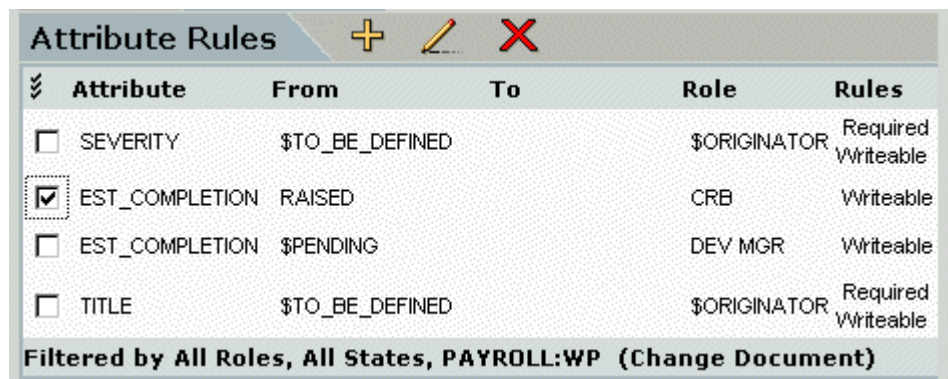 Attribute Rules
Attribute From To Role Rules
SEVERITY $TO_BE_DEFINED $ORIGINATOR Required
Writeable
EST_COMPLETION RAISED CRB Writeable
EST_COMPLETION $PENDING DEV MGR Writeable
TITLE $TO_BE_DEFINED $ORIGINATOR Required
Writeable
Filtered by All Roles, All States, PAYROLL:WP (Change Document)